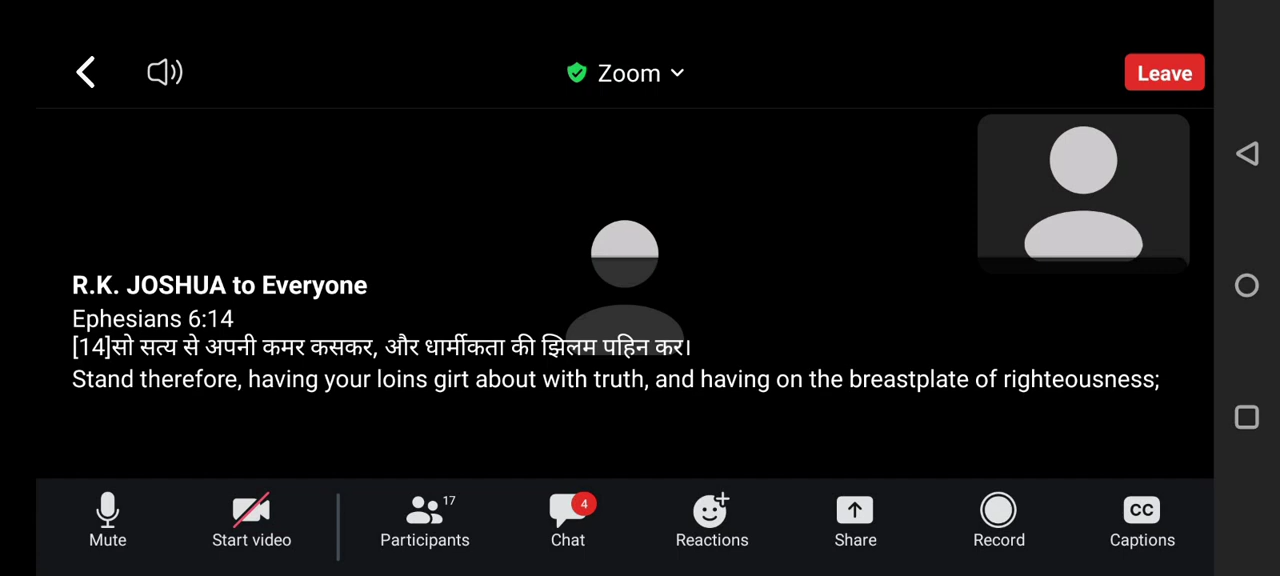 Zoom
Leave
R.K. JOSHUA to Everyone
Ephesians 6:14
[14]सो सत्य से अपनी कमर कसकर, और धार्मीकता की झिलम पहिन कर।
Stand therefore, having your loins girt about with truth, and having on the breastplate of righteousness;
17
4
Mute
Start video
Participants
Chat
Reactions
Share
Record
CC
Captions